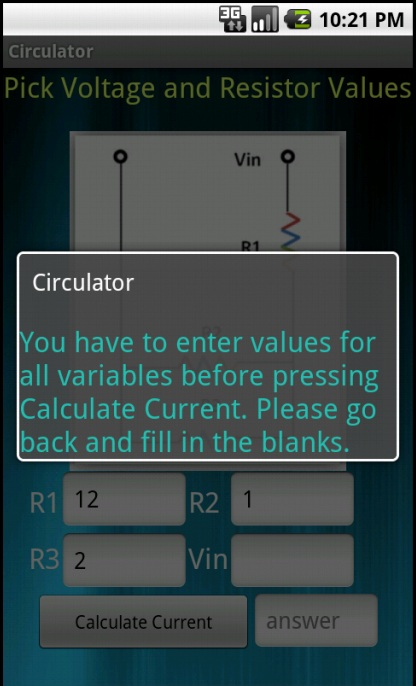 3G 10:21 PM
Circulator
Pick Voltage and Resistor Values
Vin
R1
Circulator
You have to enter values for
all variables before pressing
Calculate Current. Please go
back and fill in the blanks.
R1 12 R2 1
R3 2 Vin
Calculate Current answer